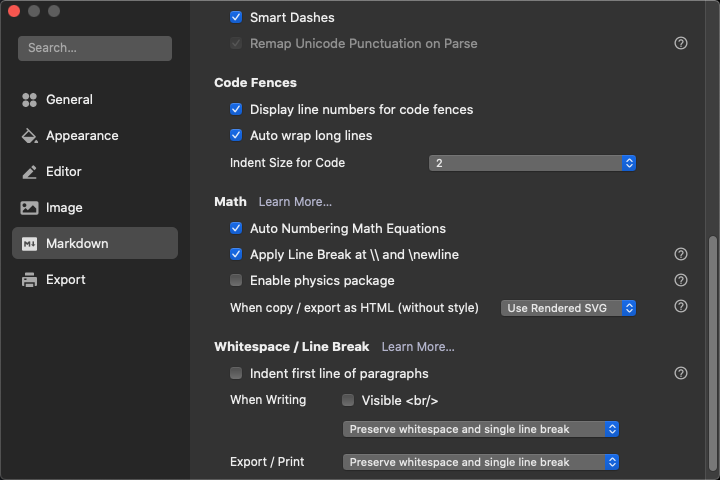 Search...
General
Appearance
Editor
Image
Markdown
Export
Smart Dashes
Remap Unicode Punctuation on Parse
Code Fences
Display line numbers for code fences
Auto wrap long lines
Indent Size for Code 2
Math Learn More...
Auto Numbering Math Equations
Apply Line Break at \\ and \newline
Enable physics package
When copy / export as HTML (without style) Use Rendered SVG
Whitespace / Line Break Learn More...
Indent first line of paragraphs
When Writing Visible <br/>
Preserve whitespace and single line break
Export / Print Preserve whitespace and single line break